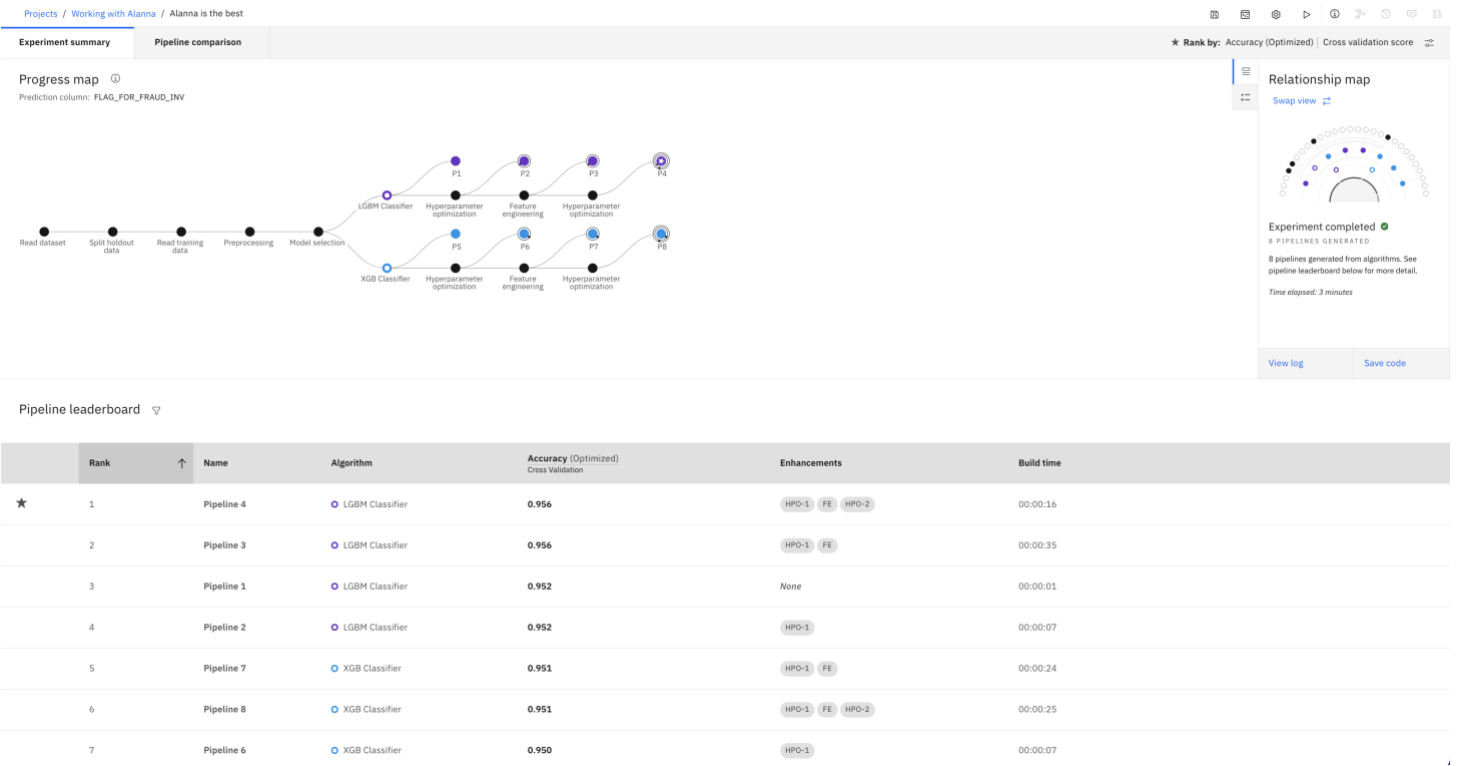 Projects / Working with Alanna / Alanna is the best
Experiment summary
Pipeline comparison
Rank by: Accuracy (Optimized) | Cross validation score
Progress map
Prediction column: FLAG_FOR_FRAUD_INV
Relationship map
Swap view
P1
P2
P3
P4
LGBM Classifier
Hyperparameter
optimization
Feature
engineering
Hyperparameter
optimization
Read dataset
Split holdout
data
Read training
data
Preprocessing
Model selection
P5
P6
P7
P8
XGB Classifier
Hyperparameter
optimization
Feature
engineering
Hyperparameter
optimization
Experiment completed
8 PIPELINES GENERATED
8 pipelines generated from algorithms. See
pipeline leaderboard below for more detail.
Time elapsed: 3 minutes
View log
Save code
Pipeline leaderboard
Rank Name Algorithm Accuracy (Optimized) Enhancements Build time
Cross Validation
1 Pipeline 4 LGBM Classifier 0.956 HPO-1 FE HPO-2 00:00:16
2 Pipeline 3 LGBM Classifier 0.956 HPO-1 FE 00:00:35
3 Pipeline 1 LGBM Classifier 0.952 None 00:00:01
4 Pipeline 2 LGBM Classifier 0.952 HPO-1 00:00:07
5 Pipeline 7 XGB Classifier 0.951 HPO-1 FE 00:00:24
6 Pipeline 8 XGB Classifier 0.951 HPO-1 FE HPO-2 00:00:25
7 Pipeline 6 XGB Classifier 0.950 HPO-1 00:00:07